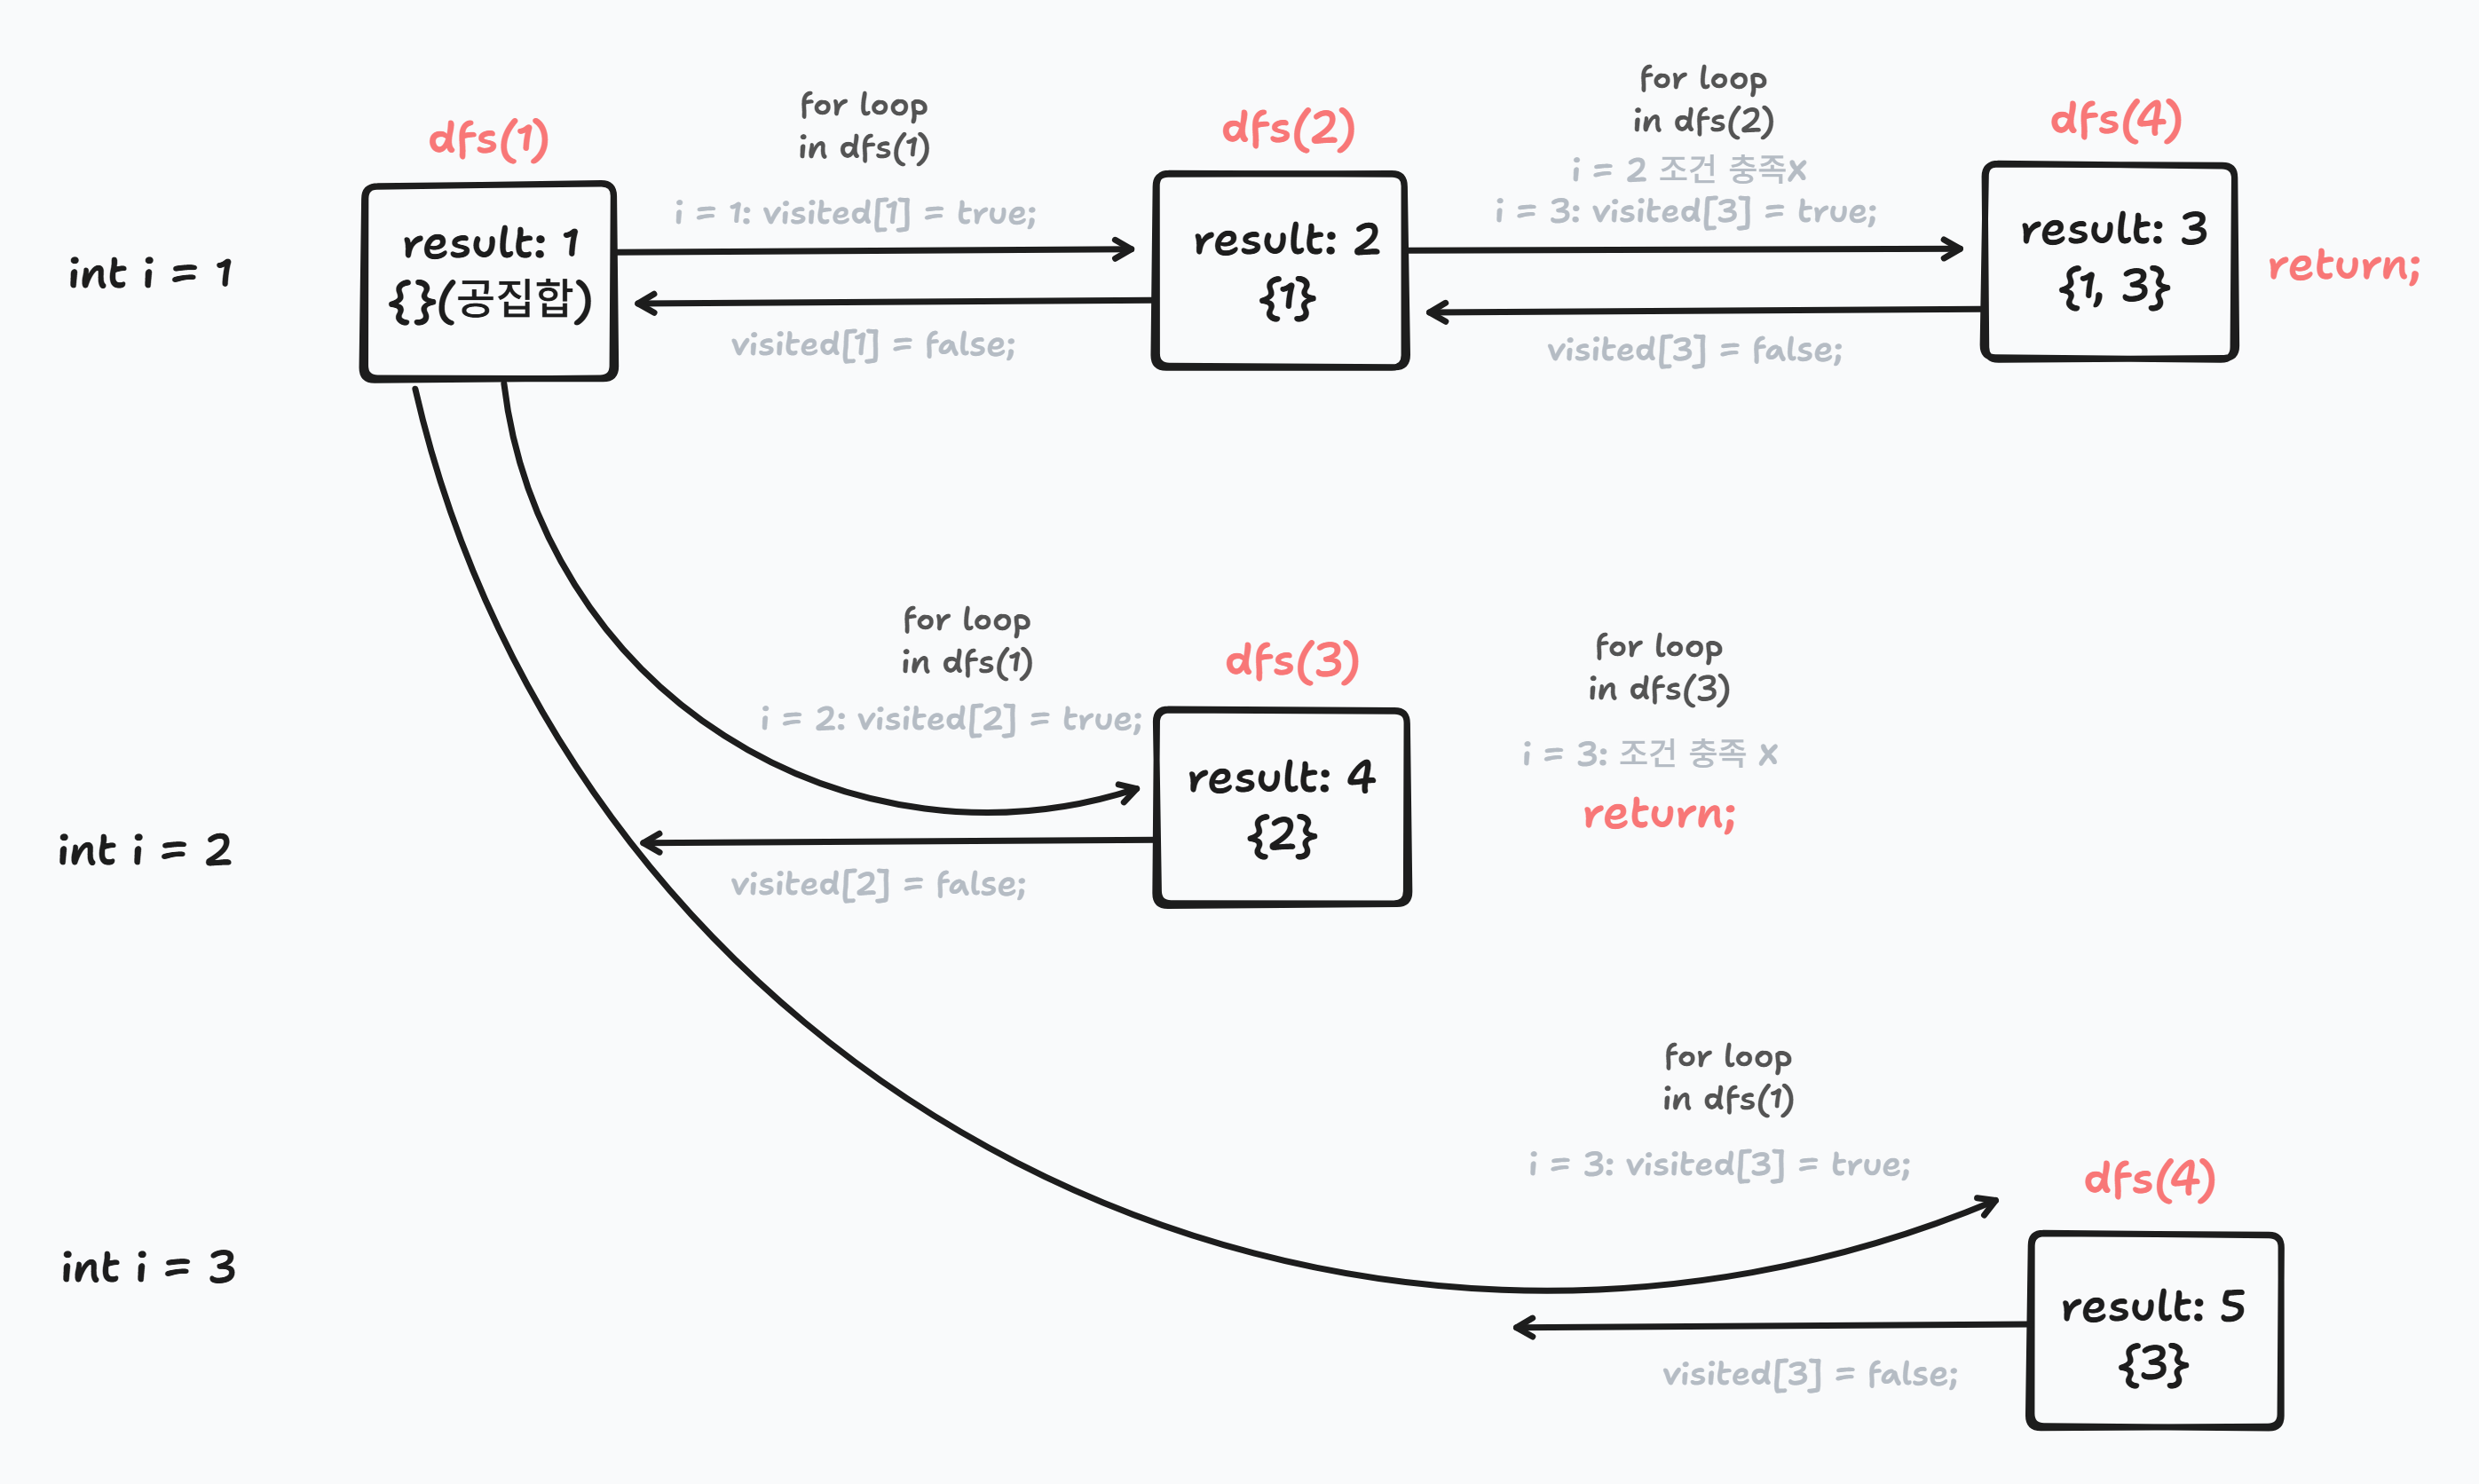 int i = 1
dfs(1)
result: 1
{}(공집합)
for loop
in dfs(1)
i = 1: visited[1] = true;
visited[1] = false;
dfs(2)
result: 2
{1}
for loop
in dfs(2)
i = 2 조건 충족x
i = 3: visited[3] = true;
visited[3] = false;
dfs(4)
result: 3
{1, 3}
return;
int i = 2
for loop
in dfs(1)
i = 2: visited[2] = true;
visited[2] = false;
dfs(3)
result: 4
{2}
for loop
in dfs(3)
i = 3: 조건 충족 x
return;
int i = 3
for loop
in dfs(1)
i = 3: visited[3] = true;
visited[3] = false;
dfs(4)
result: 5
{3}